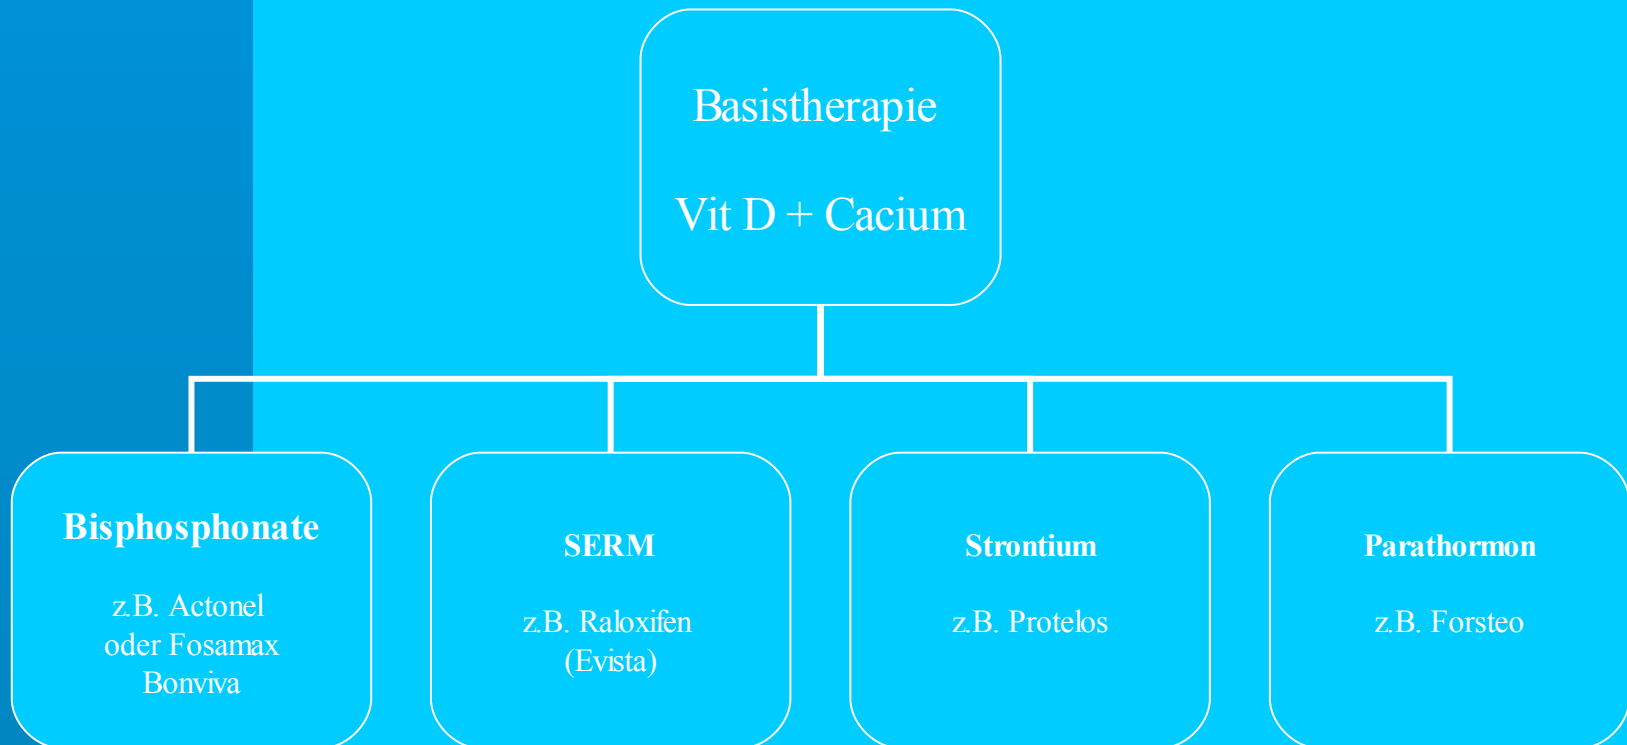 Basistherapie
Vit D + Cacium
Bisphosphonate
z.B. Actonel
oder Fosamax
Bonviva
SERM
z.B. Raloxifen
(Evista)
Strontium
z.B. Protelos
Parathormon
z.B. Forsteo